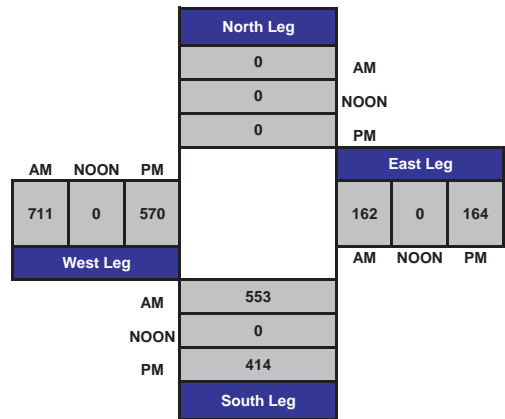 North Leg
0 AM
0 NOON
0 PM
AM NOON PM
East Leg
711 0 570
162 0 164
West Leg
AM NOON PM
AM 553
NOON 0
PM 414
South Leg